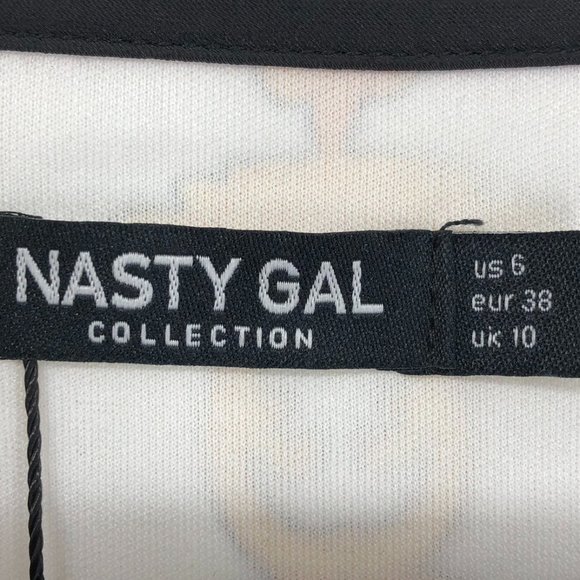 NASTY GAL
COLLECTION
us 6
eur 38
uk 10